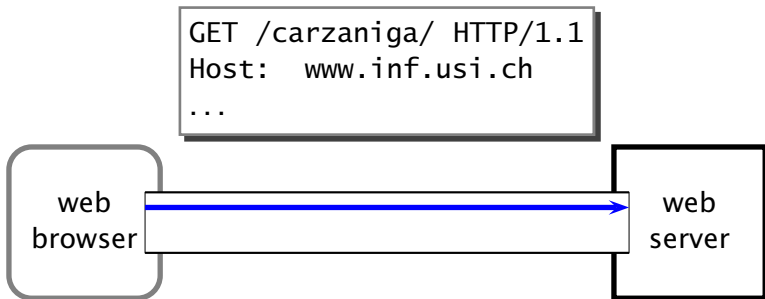 GET /carzaniga/ HTTP/1.1
Host: www.inf.usi.ch
...
web
browser
web
server